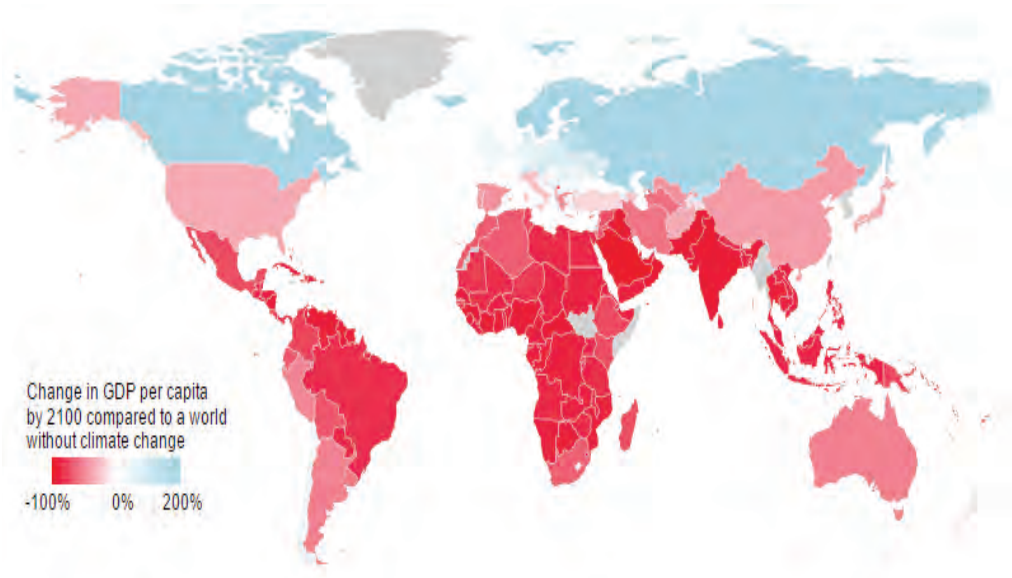 Change in GDP per capita
by 2100 compared to a world
without climate change
-100% 0% 200%